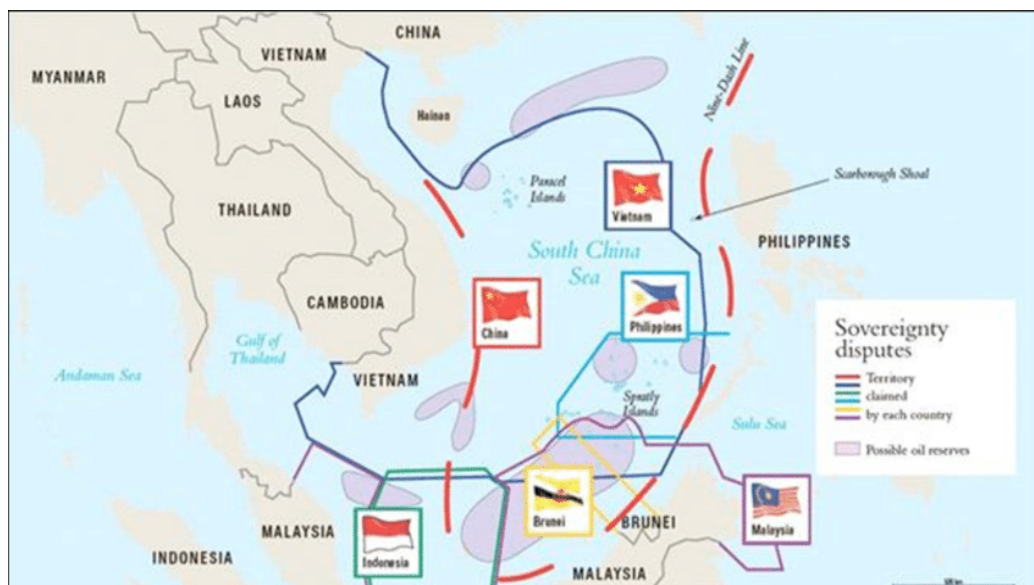 CHINA
VIETNAM
MYANMAR
LAOS
Hainan
Nine-Dash Line
Paracel
Islands
Vietnam
Scarborough Shoal
THAILAND
South China
Sea
PHILIPPINES
CAMBODIA
China
Philippines
Gulf of
Thailand
Andaman Sea
VIETNAM
Spratly
Islands
Sulu Sea
Sovereignty
disputes
Territory
claimed
by each country
Possible oil reserves
MALAYSIA
Indonesia
Brunei
BRUNEI
Malaysia
INDONESIA
MALAYSIA